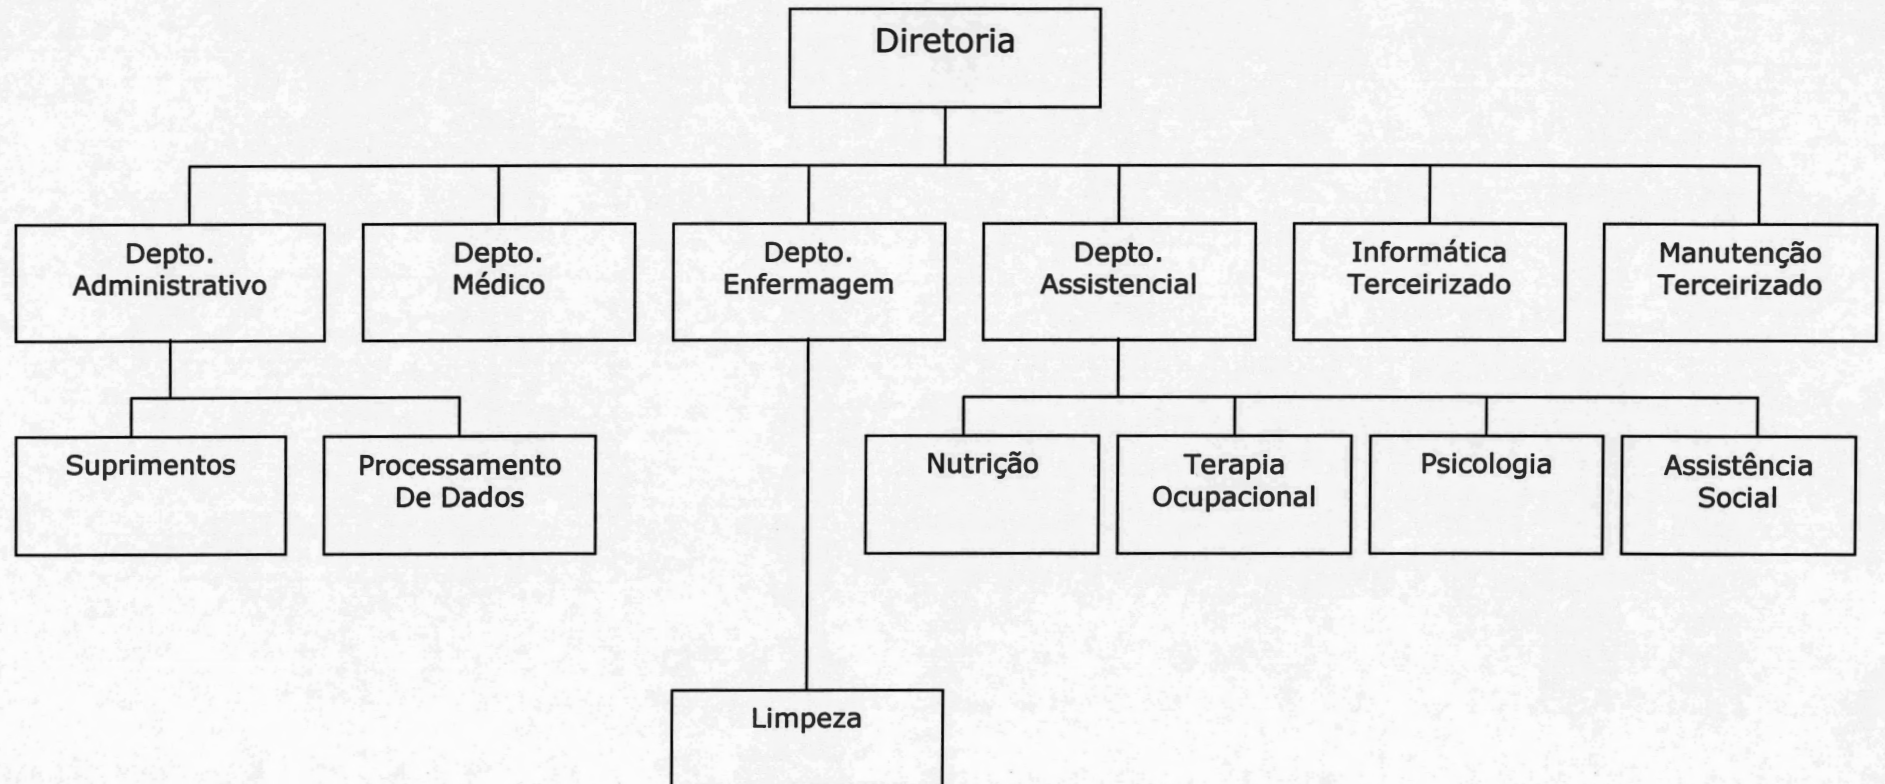 Diretoria
Depto.
Administrativo
Depto.
Médico
Depto.
Enfermagem
Depto.
Assistencial
Informática
Terceirizado
Manutenção
Terceirizado
Suprimentos
Processamento
De Dados
Nutrição
Terapia
Ocupacional
Psicologia
Assistência
Social
Limpeza